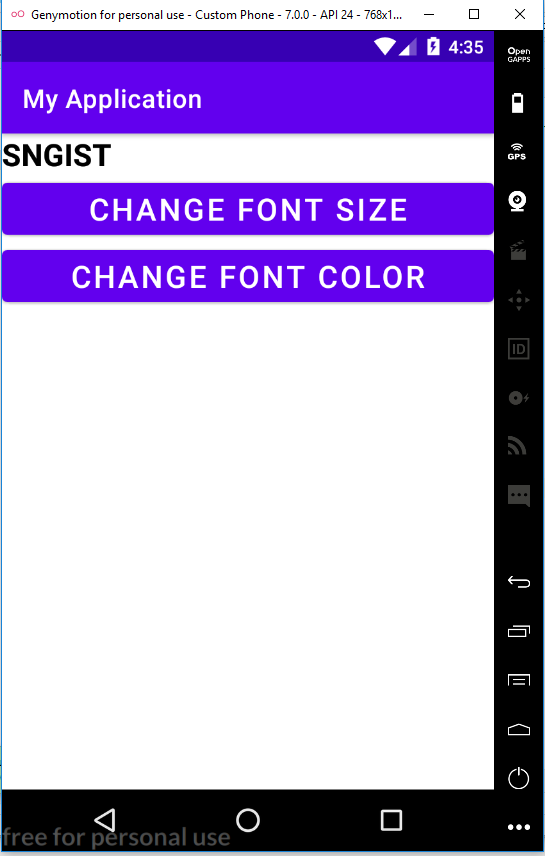 Genymotion for personal use - Custom Phone - 7.0.0 - API 24 - 768x1...
4:35
Open
GAPPS
My Application
GPS
SNGIST
CHANGE FONT SIZE
CHANGE FONT COLOR
ID
free for personal use